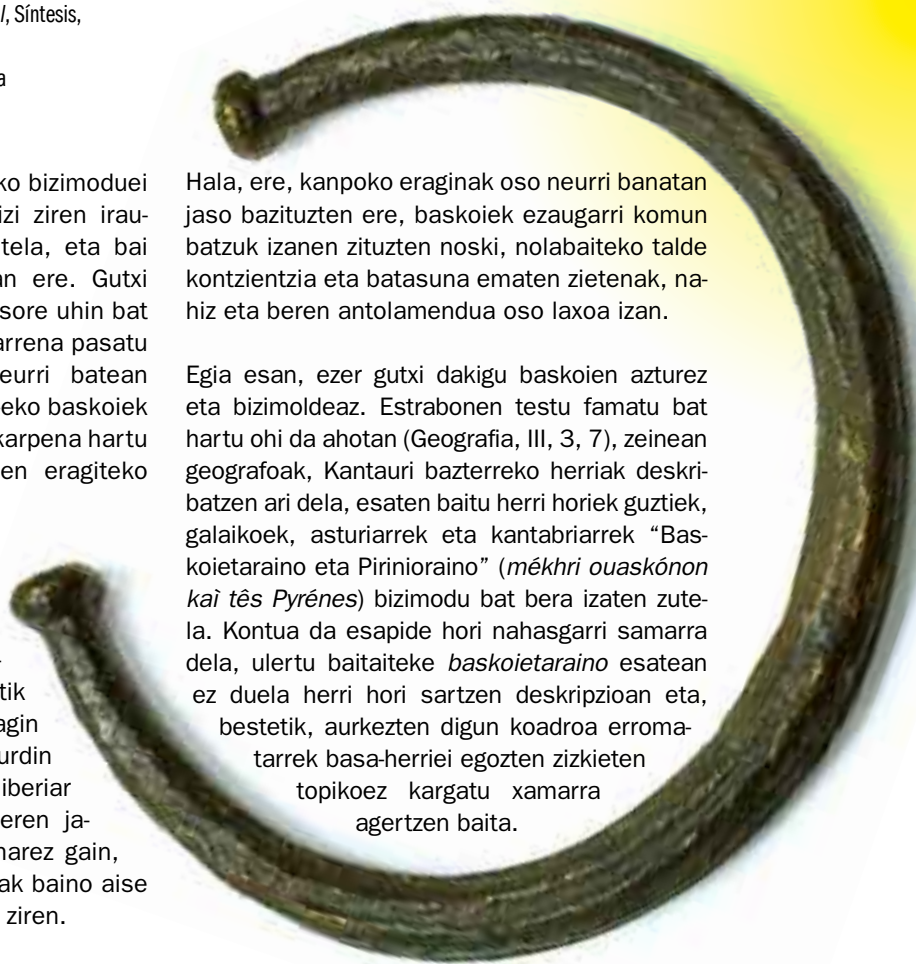 l, Síntesis,
a
ko bizimoduei
izi ziren irau-
tela, eta bai
an ere. Gutxi
sore uhin bat
arrena pasatu
eurri batean
eko baskoiek
karpena hartu
en eragiteko
tik
agin
urdin
iberiar
eren ja-
narez gain,
ak baino aise
ziren.
Hala, ere, kanpoko eraginak oso neurri banatan
jaso bazituzten ere, baskoiek ezaugarri komun
batzuk izanen zituzten noski, nolabaiteko talde
kontzientzia eta batasuna ematen zietenak, na-
hiz eta beren antolamendua oso laxoa izan.
Egia esan, ezer gutxi dakigu baskoien azturez
eta bizimoldeaz. Estrabonen testu famatu bat
hartu ohi da ahotan (Geografia, III, 3, 7), zeinean
geografoak, Kantauri bazterreko herriak deskri-
batzen ari dela, esaten baitu herri horiek guztiek,
galaikoek, asturiarrek eta kantabriarrek “Bas-
koietaraino eta Pirinioraino” (mékhri ouaskónon
kaì tês Pyrénes) bizimodu bat bera izaten zute-
la. Kontua da esapide hori nahasgarri samarra
dela, ulertu baitaiteke baskoietaraino esatean
ez duela herri hori sartzen deskripzioan eta,
bestetik, aurkezten digun koadroa erroma-
tarrek basa-herriei egozten zizkieten
topikoez kargatu xamarra
agertzen baita.